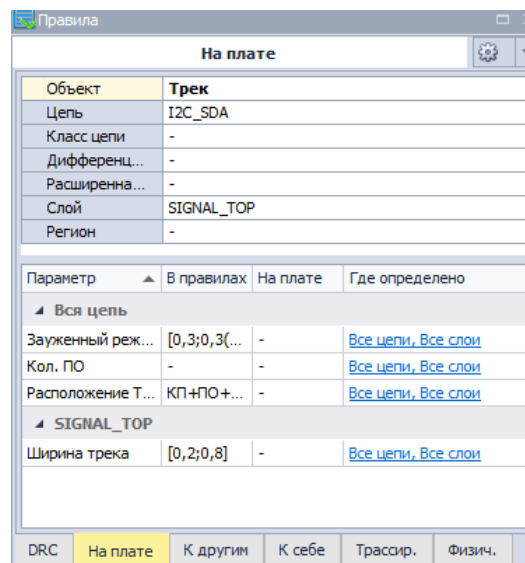 Правила
На плате
Объект Трек
Цепь I2C_SDA
Класс цепи -
Дифференц... -
Расширенна... -
Слой SIGNAL_TOP
Регион -
Параметр В правилах На плате Где определено
Вся цепь
Зауженный реж... [0,3;0,3(... - Все цепи, Все слои
Кол. ПО - - Все цепи, Все слои
Расположение Т... КП+ПО+... - Все цепи, Все слои
SIGNAL_TOP
Ширина трека [0,2;0,8] - Все цепи, Все слои
DRC На плате К другим К себе Трассир. Физич.